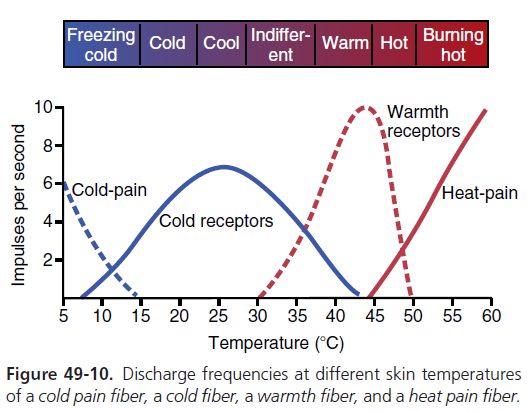 Freezing cold
Cold
Cool
Indiffer-
ent
Warm
Hot
Burning
hot
Impulses per second
10
8
6
4
2
Cold-pain
Cold receptors
Warmth
receptors
Heat-pain
5 10 15 20 25 30 35 40 45 50 55 60
Temperature (°C)
Figure 49-10. Discharge frequencies at different skin temperatures
of a cold pain fiber, a cold fiber, a warmth fiber, and a heat pain fiber.